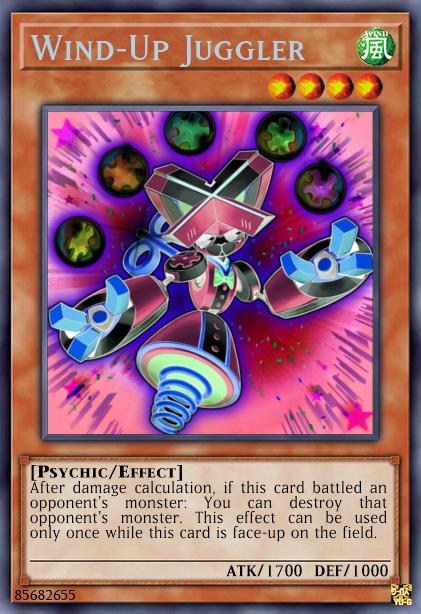 WIND-UP JUGGLER
WIND
風
[PSYCHIC/EFFECT]
After damage calculation, if this card battled an
opponent's monster: You can destroy that
opponent's monster. This effect can be used
only once while this card is face-up on the field.
ATK/1700 DEF/1000
85682655